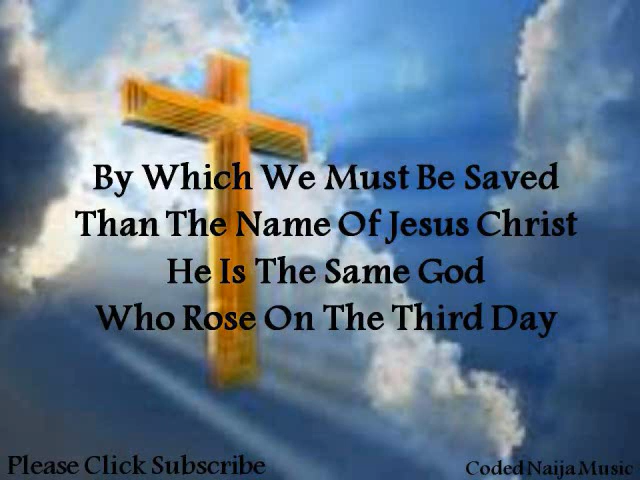 By Which We Must Be Saved
Than The Name Of Jesus Christ
He Is The Same God
Who Rose On The Third Day
Please Click Subscribe
Coded Naija Music